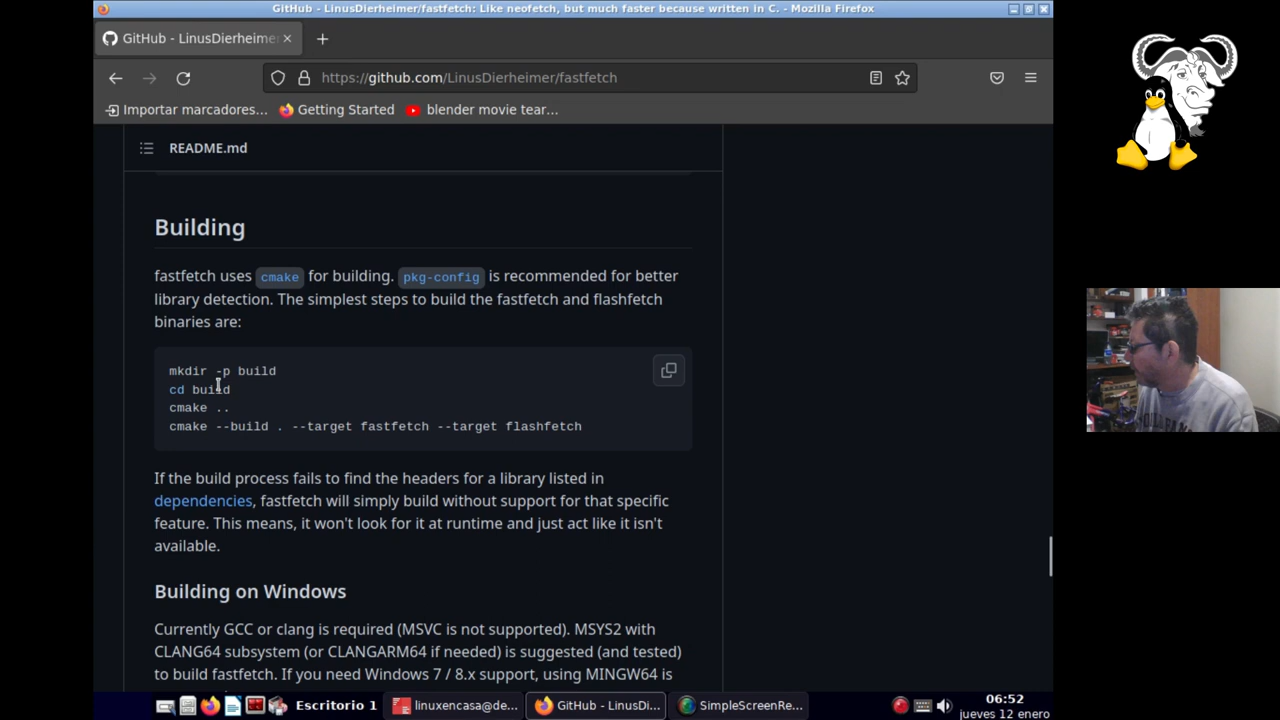 GitHub - LinusDierheimer/fastfetch: Like neofetch, but much faster because written in C. - Mozilla Firefox
GitHub - LinusDierheimer
https://github.com/LinusDierheimer/fastfetch
Importar marcadores...
Getting Started
blender movie tear...
README.md
Building
fastfetch uses cmake for building. pkg-config is recommended for better
library detection. The simplest steps to build the fastfetch and flashfetch
binaries are:
mkdir -p build
cd build
cmake ..
cmake --build . --target fastfetch --target flashfetch
If the build process fails to find the headers for a library listed in
dependencies, fastfetch will simply build without support for that specific
feature. This means, it won't look for it at runtime and just act like it isn't
available.
Building on Windows
Currently GCC or clang is required (MSVC is not supported). MSYS2 with
CLANG64 subsystem (or CLANGARM64 if needed) is suggested (and tested)
to build fastfetch. If you need Windows 7 / 8.x support, using MINGW64 is
Escritorio 1
linuxencasa@de...
GitHub - LinusDi...
SimpleScreenRe...
06:52
jueves 12 enero